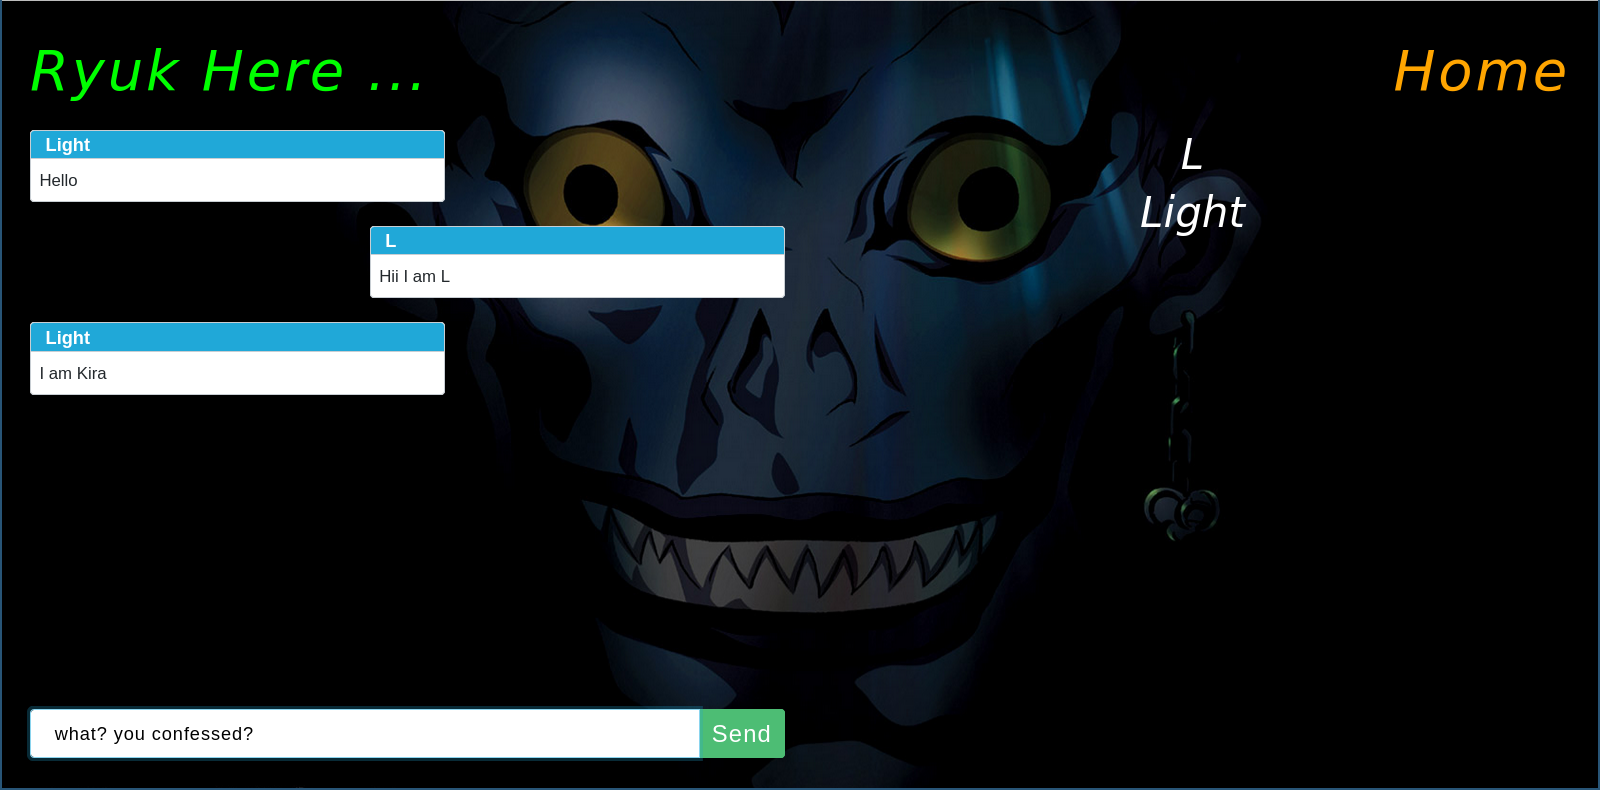 Ryuk Here ...
Home
Light
Hello
L
Hii I am L
Light
I am Kira
L
Light
what? you confessed?
Send